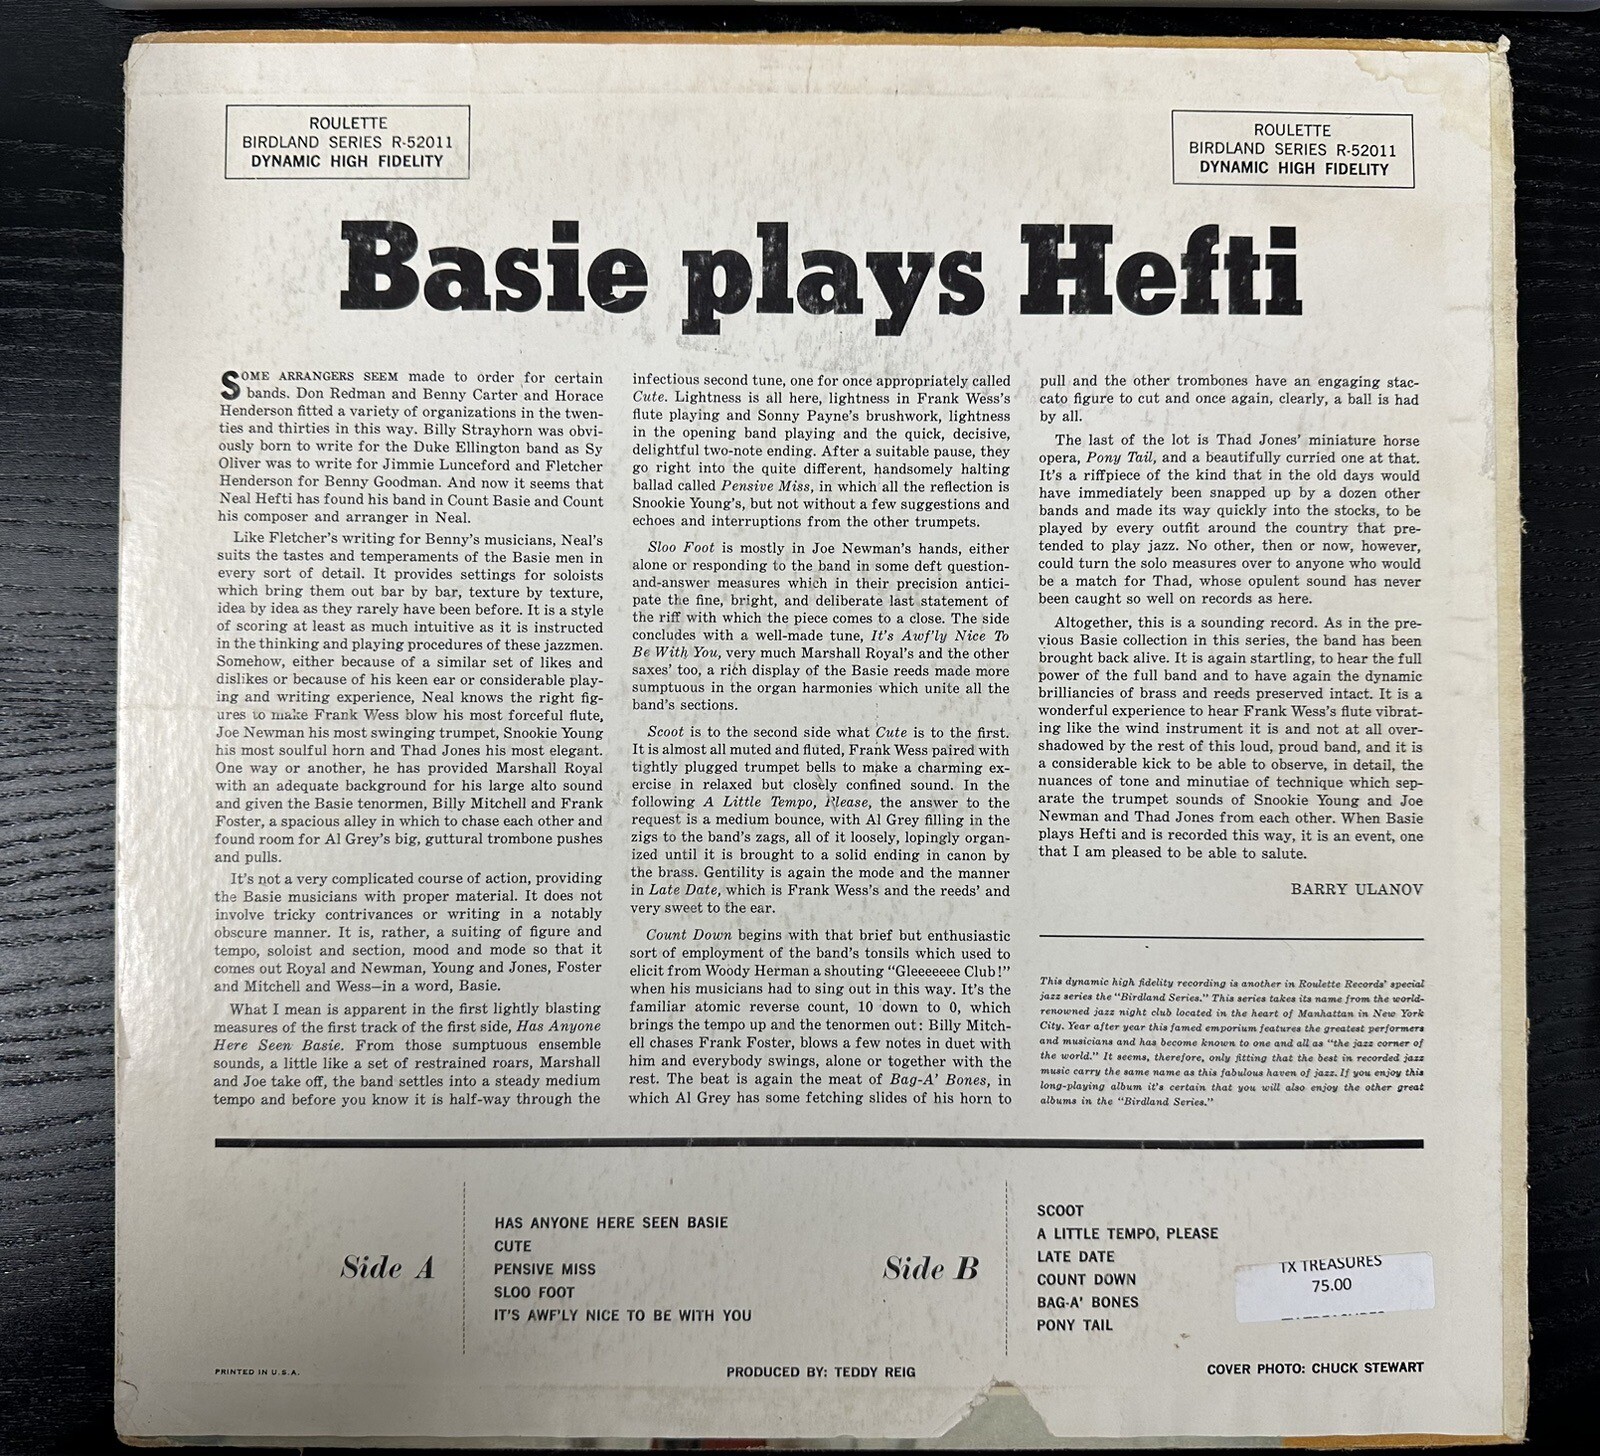 ROULETTE
BIRDLAND SERIES R-52011
DYNAMIC HIGH FIDELITY
ROULETTE
BIRDLAND SERIES R-52011
DYNAMIC HIGH FIDELITY
Basie plays Hefti
SOME ARRANGERS SEEM made to order for certain
bands. Don Redman and Benny Carter and Horace
Henderson fitted a variety of organizations in the twen-
ties and thirties in this way. Billy Strayhorn was obvi-
ously born to write for the Duke Ellington band as Sy
Oliver was to write for Jimmie Lunceford and Fletcher
Henderson for Benny Goodman. And now it seems that
Neal Hefti has found his band in Count Basie and Count
his composer and arranger in Neal.
Like Fletcher's writing for Benny's musicians, Neal's
suits the tastes and temperaments of the Basie men in
every sort of detail. It provides settings for soloists
which bring them out bar by bar, texture by texture,
idea by idea as they rarely have been before. It is a style
of scoring at least as much intuitive as it is instructed
in the thinking and playing procedures of these jazzmen.
Somehow, either because of a similar set of likes and
dislikes or because of his keen ear or considerable play-
ing and writing experience, Neal knows the right fig-
ures to make Frank Wess blow his most forceful flute,
Joe Newman his most swinging trumpet, Snookie Young
his most soulful horn and Thad Jones his most elegant.
One way or another, he has provided Marshall Royal
with an adequate background for his large alto sound
and given the Basie tenormen, Billy Mitchell and Frank
Foster, a spacious alley in which to chase each other and
found room for Al Grey's big, guttural trombone pushes
and pulls.
It's not a very complicated course of action, providing
the Basie musicians with proper material. It does not
involve tricky contrivances or writing in a notably
obscure manner. It is, rather, a suiting of figure and
tempo, soloist and section, mood and mode so that it
comes out Royal and Newman, Young and Jones, Foster
and Mitchell and Wess—in a word, Basie.
What I mean is apparent in the first lightly blasting
measures of the first track of the first side, Has Anyone
Here Seen Basie. From those sumptuous ensemble
sounds, a little like a set of restrained roars, Marshall
and Joe take off, the band settles into a steady medium
tempo and before you know it is half-way through the
infectious second tune, one for once appropriately called
Cute. Lightness is all here, lightness in Frank Wess's
flute playing and Sonny Payne's brushwork, lightness
in the opening band playing and the quick, decisive,
delightful two-note ending. After a suitable pause, they
go right into the quite different, handsomely halting
ballad called Pensive Miss, in which all the reflection is
Snookie Young's, but not without a few suggestions and
echoes and interruptions from the other trumpets.
Sloo Foot is mostly in Joe Newman's hands, either
alone or responding to the band in some deft question-
and-answer measures which in their precision antici-
pate the fine, bright, and deliberate last statement of
the riff with which the piece comes to a close. The side
concludes with a well-made tune, It's Awf'ly Nice To
Be With You, very much Marshall Royal's and the other
saxes' too, a rich display of the Basie reeds made more
sumptuous in the organ harmonies which unite all the
band's sections.
Scoot is to the second side what Cute is to the first.
It is almost all muted and fluted, Frank Wess paired with
tightly plugged trumpet bells to make a charming ex-
ercise in relaxed but closely confined sound. In the
following A Little Tempo, Please, the answer to the
request is a medium bounce, with Al Grey filling in the
zigs to the band's zags, all of it loosely, lopingly organ-
ized until it is brought to a solid ending in canon by
the brass. Gentility is again the mode and the manner
in Late Date, which is Frank Wess's and the reeds' and
very sweet to the ear.
Count Down begins with that brief but enthusiastic
sort of employment of the band's tonsils which used to
elicit from Woody Herman a shouting "Gleeeeeee Club!"
when his musicians had to sing out in this way. It's the
familiar atomic reverse count, 10 down to 0, which
brings the tempo up and the tenormen out: Billy Mitch-
ell chases Frank Foster, blows a few notes in duet with
him and everybody swings, alone or together with the
rest. The beat is again the meat of Bag-A' Bones, in
which Al Grey has some fetching slides of his horn to
pull and the other trombones have an engaging stac-
cato figure to cut and once again, clearly, a ball is had
by all.
The last of the lot is Thad Jones' miniature horse
opera, Pony Tail, and a beautifully curried one at that.
It's a riffpiece of the kind that in the old days would
have immediately been snapped up by a dozen other
bands and made its way quickly into the stocks, to be
played by every outfit around the country that pre-
tended to play jazz. No other, then or now, however,
could turn the solo measures over to anyone who would
be a match for Thad, whose opulent sound has never
been caught so well on records as here.
Altogether, this is a sounding record. As in the pre-
vious Basie collection in this series, the band has been
brought back alive. It is again startling, to hear the full
power of the full band and to have again the dynamic
brilliancies of brass and reeds preserved intact. It is a
wonderful experience to hear Frank Wess's flute vibrat-
ing like the wind instrument it is and not at all over-
shadowed by the rest of this loud, proud band, and it is
a considerable kick to be able to observe, in detail, the
nuances of tone and minutiae of technique which sep-
arate the trumpet sounds of Snookie Young and Joe
Newman and Thad Jones from each other. When Basie
plays Hefti and is recorded this way, it is an event, one
that I am pleased to be able to salute.
BARRY ULANOV
This dynamic high fidelity recording is another in Roulette Records' special
jazz series the "Birdland Series." This series takes its name from the world-
renowned jazz night club located in the heart of Manhattan in New York
City. Year after year this famed emporium features the greatest performers
and musicians and has become known to one and all as "the jazz corner of
the world." It seems, therefore, only fitting that the best in recorded jazz
music carry the same name as this fabulous haven of jazz. If you enjoy this
long-playing album it's certain that you will also enjoy the other great
albums in the "Birdland Series."
Side A
HAS ANYONE HERE SEEN BASIE
CUTE
PENSIVE MISS
SLOO FOOT
IT'S AWF'LY NICE TO BE WITH YOU
Side B
SCOOT
A LITTLE TEMPO, PLEASE
LATE DATE
COUNT DOWN
BAG-A' BONES
PONY TAIL
TX TREASURES
75.00
PRINTED IN U.S.A.
PRODUCED BY: TEDDY REIG
COVER PHOTO: CHUCK STEWART